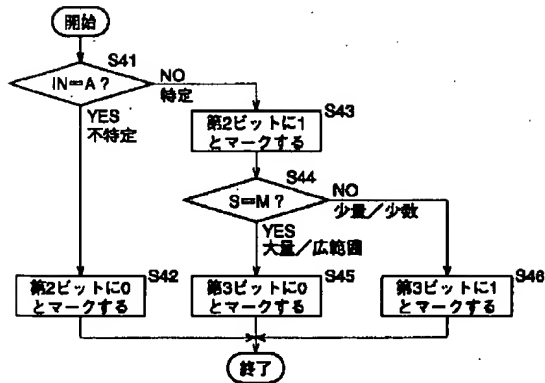 開始
S41
IN=A?
NO
特定
YES
不特定
S43
第2ビットに1
とマークする
S44
S=M?
NO
少量/少数
YES
大量/広範囲
S42
第2ビットに0
とマークする
S45
第3ビットに0
とマークする
S46
第3ビットに1
とマークする
終了